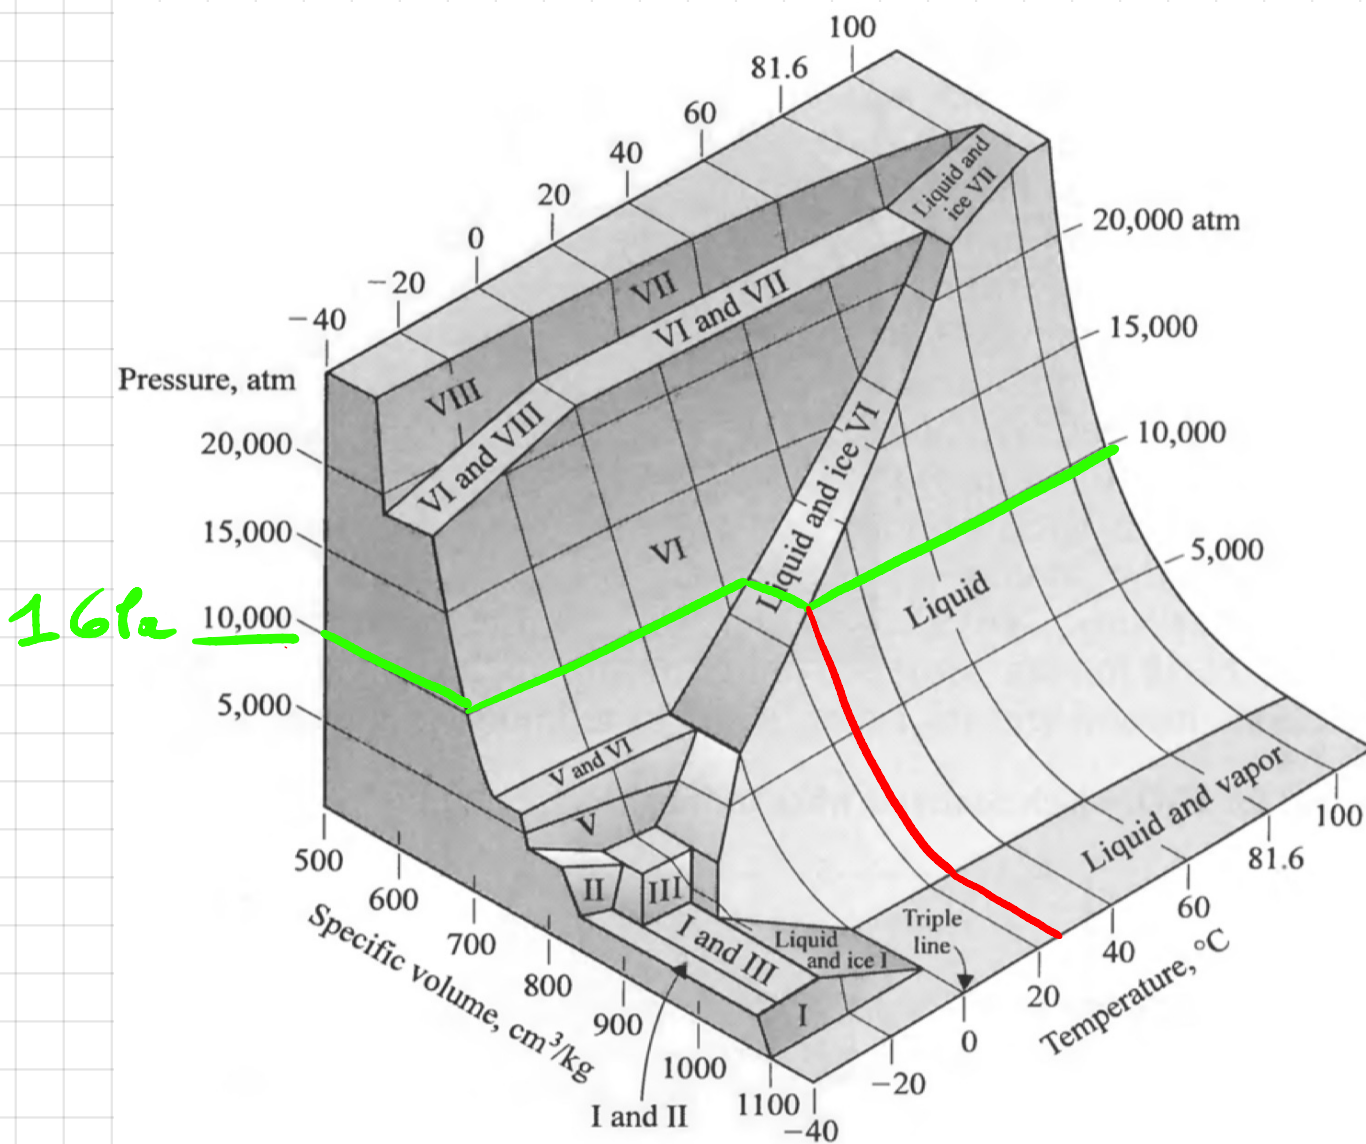 100
81.6
60
40
20
0
−20
−40
Pressure, atm
20,000
15,000
10,000
5,000
1 GPa
20,000 atm
15,000
10,000
5,000
Liquid and
ice VII
VII
VI and VII
VIII
VI and VIII
VI
Liquid and ice VI
Liquid
V and VI
V
II
III
I and III
Liquid
and ice I
I
I and II
Triple
line
Liquid and vapor
500
600
700
800
900
1000
1100
Specific volume, cm³/kg
−40
−20
0
20
40
60
81.6
100
Temperature, °C